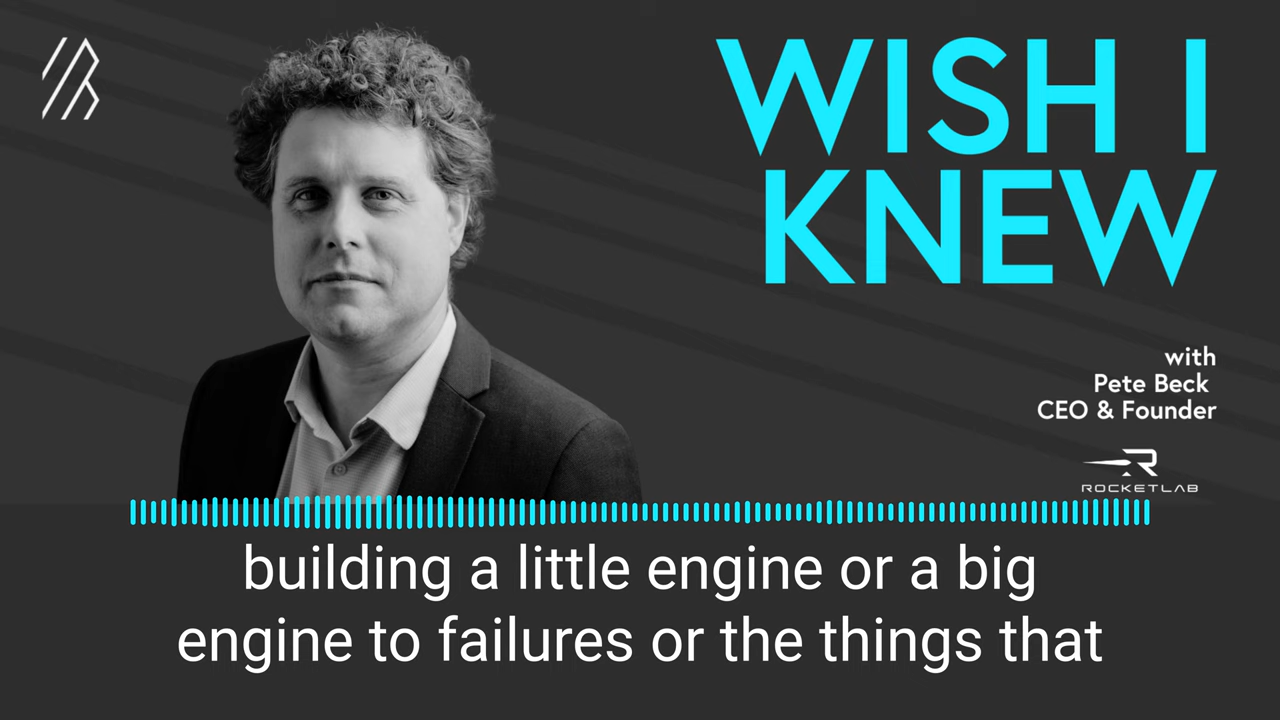 WISH I
KNEW
with
Pete Beck
CEO & Founder
ROCKETLAB
building a little engine or a big
engine to failures or the things that